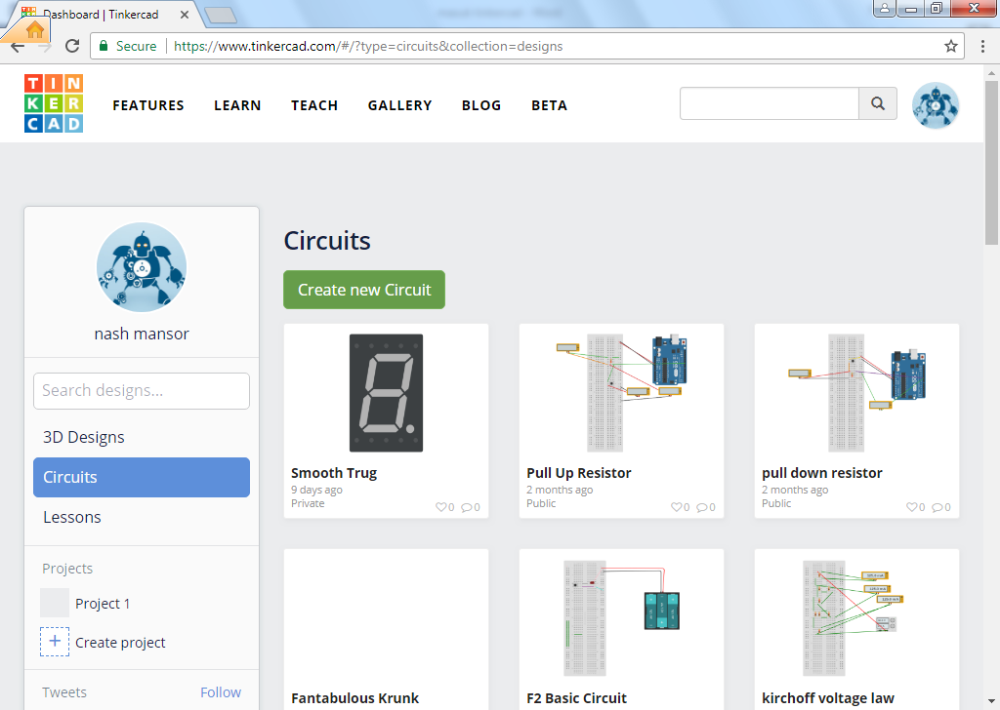 Dashboard | Tinkercad
Secure
https://www.tinkercad.com/#/?type=circuits&collection=designs
TINKERCAD
FEATURES
LEARN
TEACH
GALLERY
BLOG
BETA
nash mansor
Search designs...
3D Designs
Circuits
Lessons
Projects
Project 1
Create project
Tweets
Follow
Circuits
Create new Circuit
Smooth Trug
9 days ago
Private
0 0
Pull Up Resistor
2 months ago
Public
0 0
pull down resistor
2 months ago
Public
0 0
Fantabulous Krunk
F2 Basic Circuit
kirchoff voltage law